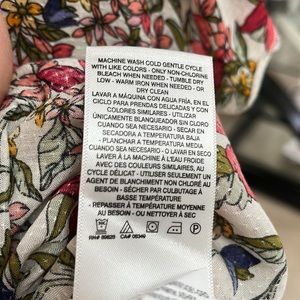 MACHINE WASH COLD GENTLE CYCLE
WITH LIKE COLORS - ONLY NON-CHLORINE
BLEACH WHEN NEEDED - TUMBLE DRY
LOW - WARM IRON WHEN NEEDED - OR
DRY CLEAN
LAVAR A MÁQUINA CON AGUA FRÍA, EN EL
CICLO PARA PRENDAS DELICADAS Y CON
COLORES SIMILARES - UTILIZAR
ÚNICAMENTE BLANQUEADOR SIN CLORO
CUANDO SEA NECESARIO - SECAR EN
SECADORA A TEMPERATURA BAJA
- PLANCHAR A TEMPERATURA MEDIA
CUANDO SEA NECESARIO - O LAVAR EN SECO
LAVER À LA MACHINE À L'EAU FROIDE
AVEC DES COULEURS SIMILAIRES, AU
CYCLE DÉLICAT - UTILISER SEULEMENT UN
AGENT DE BLANCHIMENT NON CHLORÉ AU
BESOIN - SÉCHER PAR CULBUTAGE À
BASSE TEMPÉRATURE
- REPASSER À TEMPÉRATURE MOYENNE
AU BESOIN - OU NETTOYER À SEC
RN# CA#